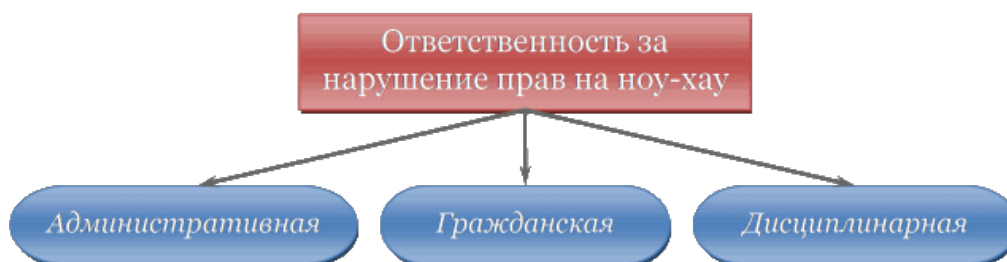 Ответственность за
нарушение прав на ноу-хау
Административная
Гражданская
Дисциплинарная